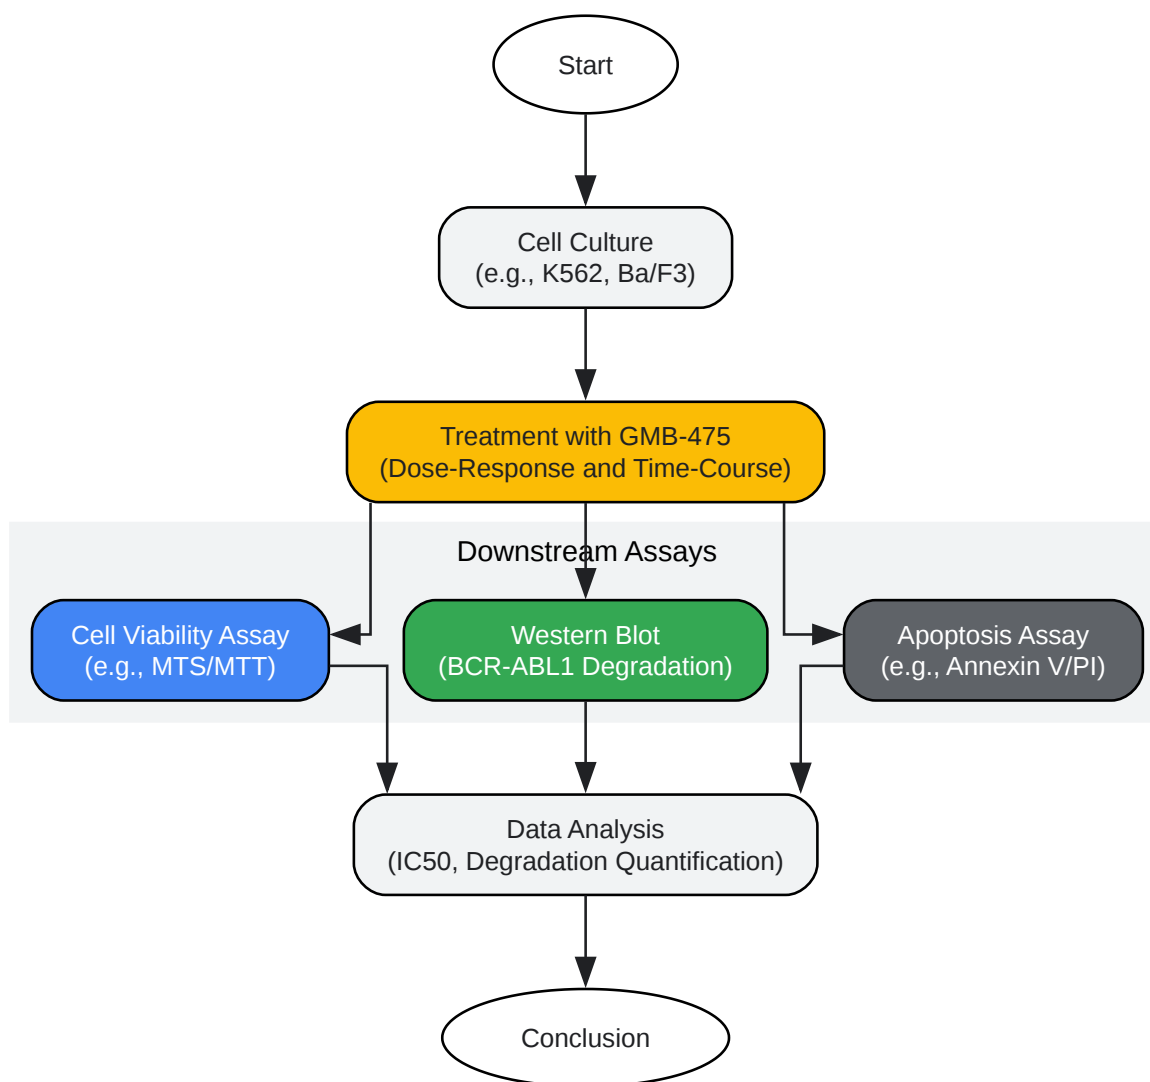 Start
Cell Culture
(e.g., K562, Ba/F3)
Treatment with GMB-475
(Dose-Response and Time-Course)
Downstream Assays
Cell Viability Assay
(e.g., MTS/MTT)
Western Blot
(BCR-ABL1 Degradation)
Apoptosis Assay
(e.g., Annexin V/PI)
Data Analysis
(IC50, Degradation Quantification)
Conclusion